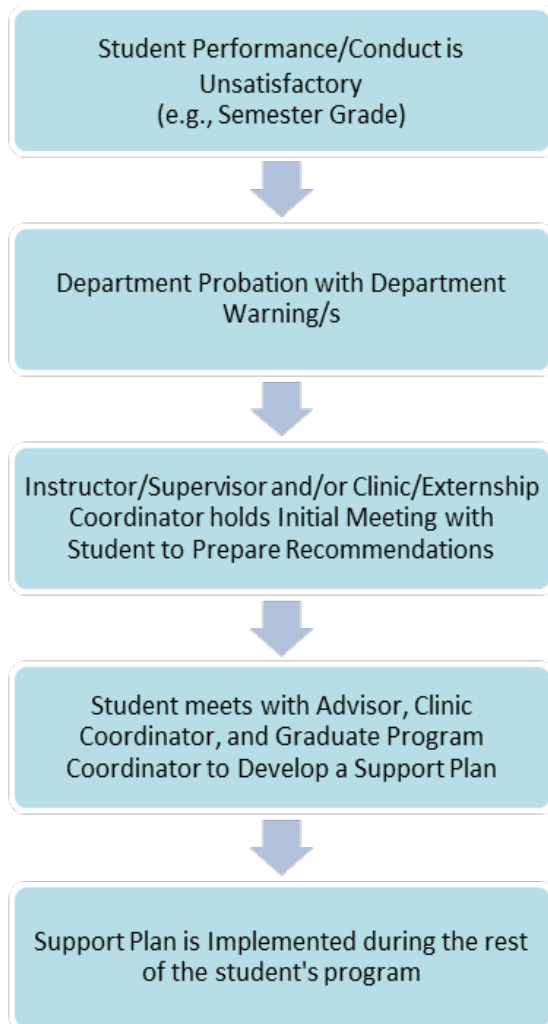 Student Performance/Conduct is
Unsatisfactory
(e.g., Semester Grade)
Department Probation with Department
Warning/s
Instructor/Supervisor and/or Clinic/Externship
Coordinator holds Initial Meeting with
Student to Prepare Recommendations
Student meets with Advisor, Clinic
Coordinator, and Graduate Program
Coordinator to Develop a Support Plan
Support Plan is Implemented during the rest
of the student's program